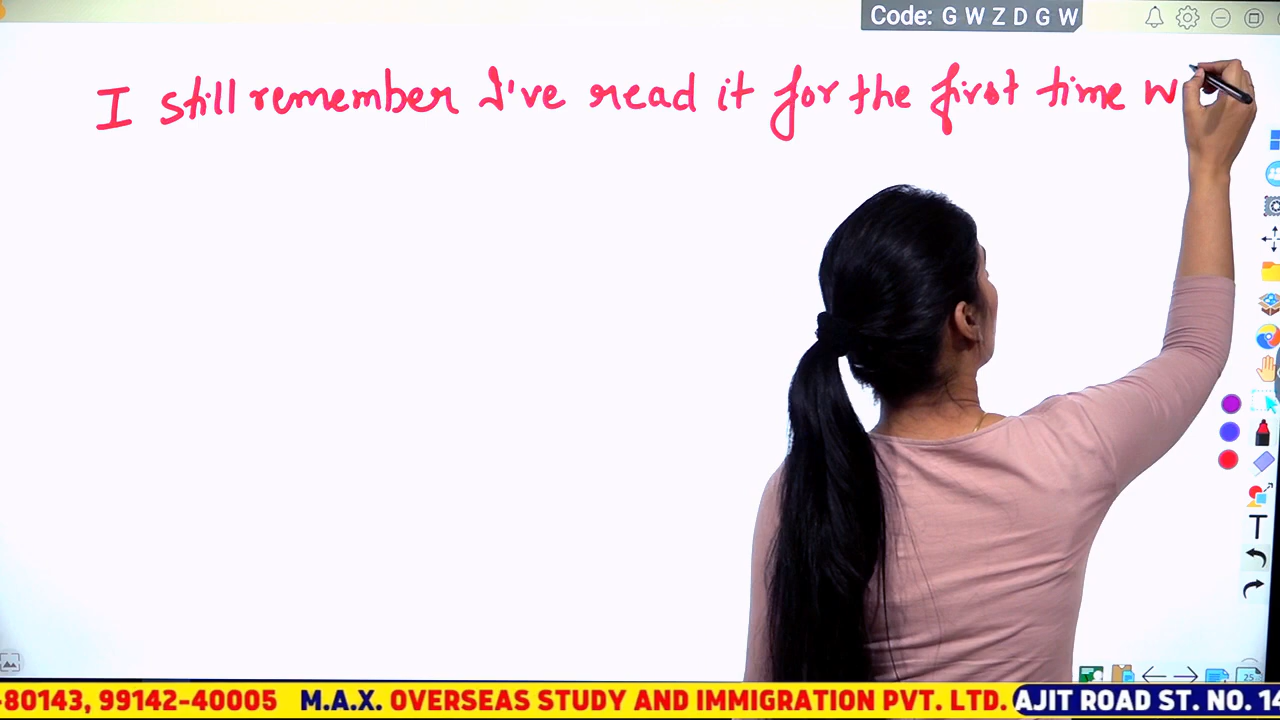 Code: G W Z D G W
I still remember I've read it for the first time w
T
25
-80143, 99142-40005 M.A.X. OVERSEAS STUDY AND IMMIGRATION PVT. LTD. AJIT ROAD ST. NO. 14